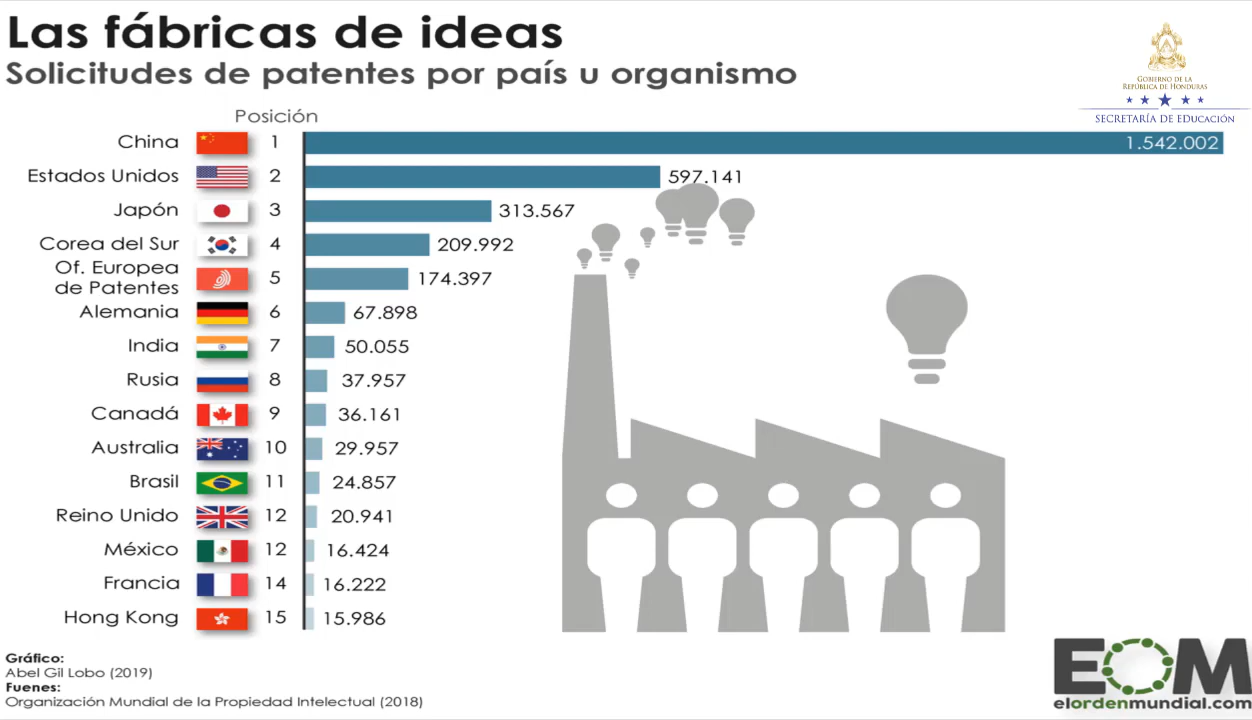 Las fábricas de ideas
Solicitudes de patentes por país u organismo
GOBIERNO DE LA
REPÚBLICA DE HONDURAS
SECRETARÍA DE EDUCACIÓN
Posición
China 1 1.542.002
Estados Unidos 2 597.141
Japón 3 313.567
Corea del Sur 4 209.992
Of. Europea
de Patentes 5 174.397
Alemania 6 67.898
India 7 50.055
Rusia 8 37.957
Canadá 9 36.161
Australia 10 29.957
Brasil 11 24.857
Reino Unido 12 20.941
México 12 16.424
Francia 14 16.222
Hong Kong 15 15.986
Gráfico:
Abel Gil Lobo (2019)
Fuenes:
Organización Mundial de la Propiedad Intelectual (2018)
EOM
elordenmundial.com